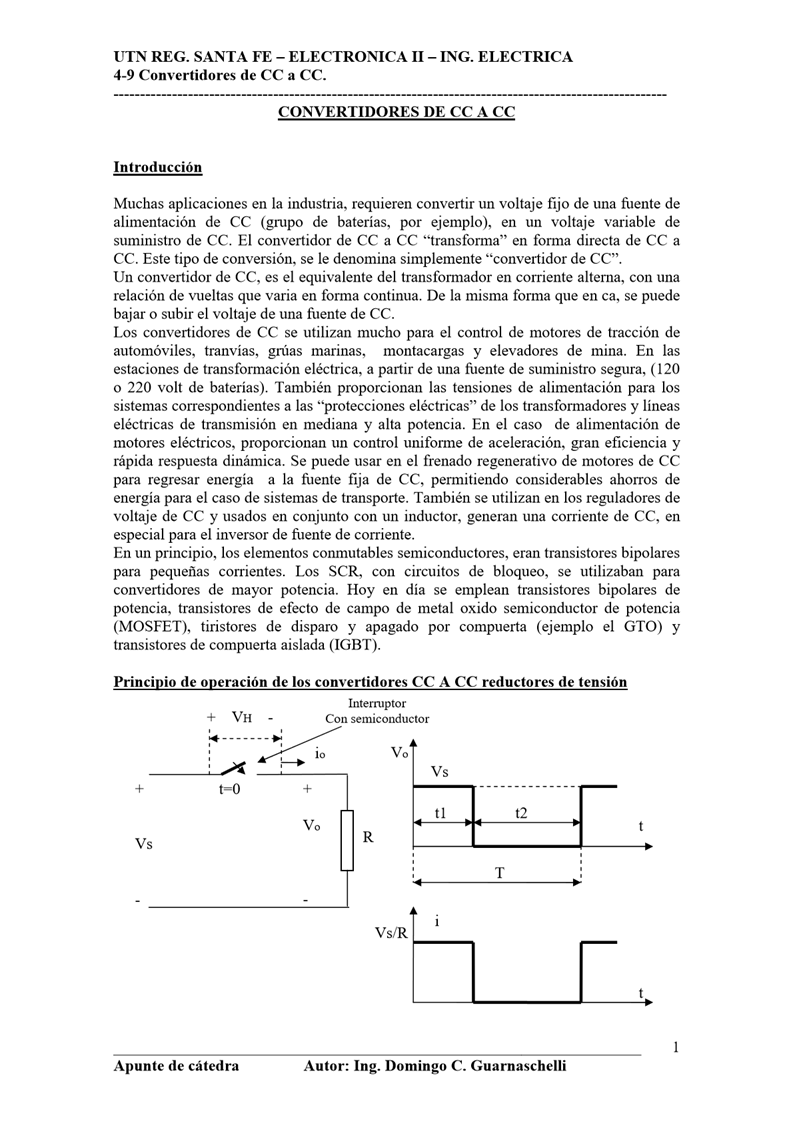 UTN REG. SANTA FE – ELECTRONICA II – ING. ELECTRICA
4-9 Convertidores de CC a CC.
--------------------------------------------------------------------------------------------------------
CONVERTIDORES DE CC A CC
Introducción
Muchas aplicaciones en la industria, requieren convertir un voltaje fijo de una fuente de
alimentación de CC (grupo de baterías, por ejemplo), en un voltaje variable de
suministro de CC. El convertidor de CC a CC “transforma” en forma directa de CC a
CC. Este tipo de conversión, se le denomina simplemente “convertidor de CC”.
Un convertidor de CC, es el equivalente del transformador en corriente alterna, con una
relación de vueltas que varia en forma continua. De la misma forma que en ca, se puede
bajar o subir el voltaje de una fuente de CC.
Los convertidores de CC se utilizan mucho para el control de motores de tracción de
automóviles, tranvías, grúas marinas, montacargas y elevadores de mina. En las
estaciones de transformación eléctrica, a partir de una fuente de suministro segura, (120
o 220 volt de baterías). También proporcionan las tensiones de alimentación para los
sistemas correspondientes a las “protecciones eléctricas” de los transformadores y líneas
eléctricas de transmisión en mediana y alta potencia. En el caso de alimentación de
motores eléctricos, proporcionan un control uniforme de aceleración, gran eficiencia y
rápida respuesta dinámica. Se puede usar en el frenado regenerativo de motores de CC
para regresar energía a la fuente fija de CC, permitiendo considerables ahorros de
energía para el caso de sistemas de transporte. También se utilizan en los reguladores de
voltaje de CC y usados en conjunto con un inductor, generan una corriente de CC, en
especial para el inversor de fuente de corriente.
En un principio, los elementos conmutables semiconductores, eran transistores bipolares
para pequeñas corrientes. Los SCR, con circuitos de bloqueo, se utilizaban para
convertidores de mayor potencia. Hoy en día se emplean transistores bipolares de
potencia, transistores de efecto de campo de metal oxido semiconductor de potencia
(MOSFET), tiristores de disparo y apagado por compuerta (ejemplo el GTO) y
transistores de compuerta aislada (IGBT).
Principio de operación de los convertidores CC A CC reductores de tensión
Interruptor
Con semiconductor
+ VH -
io
t=0
+ +
Vs
Vo
R
- -
Vo
Vs
t1 t2
t
T
Vs/R
i
t
1
Apunte de cátedra Autor: Ing. Domingo C. Guarnaschelli